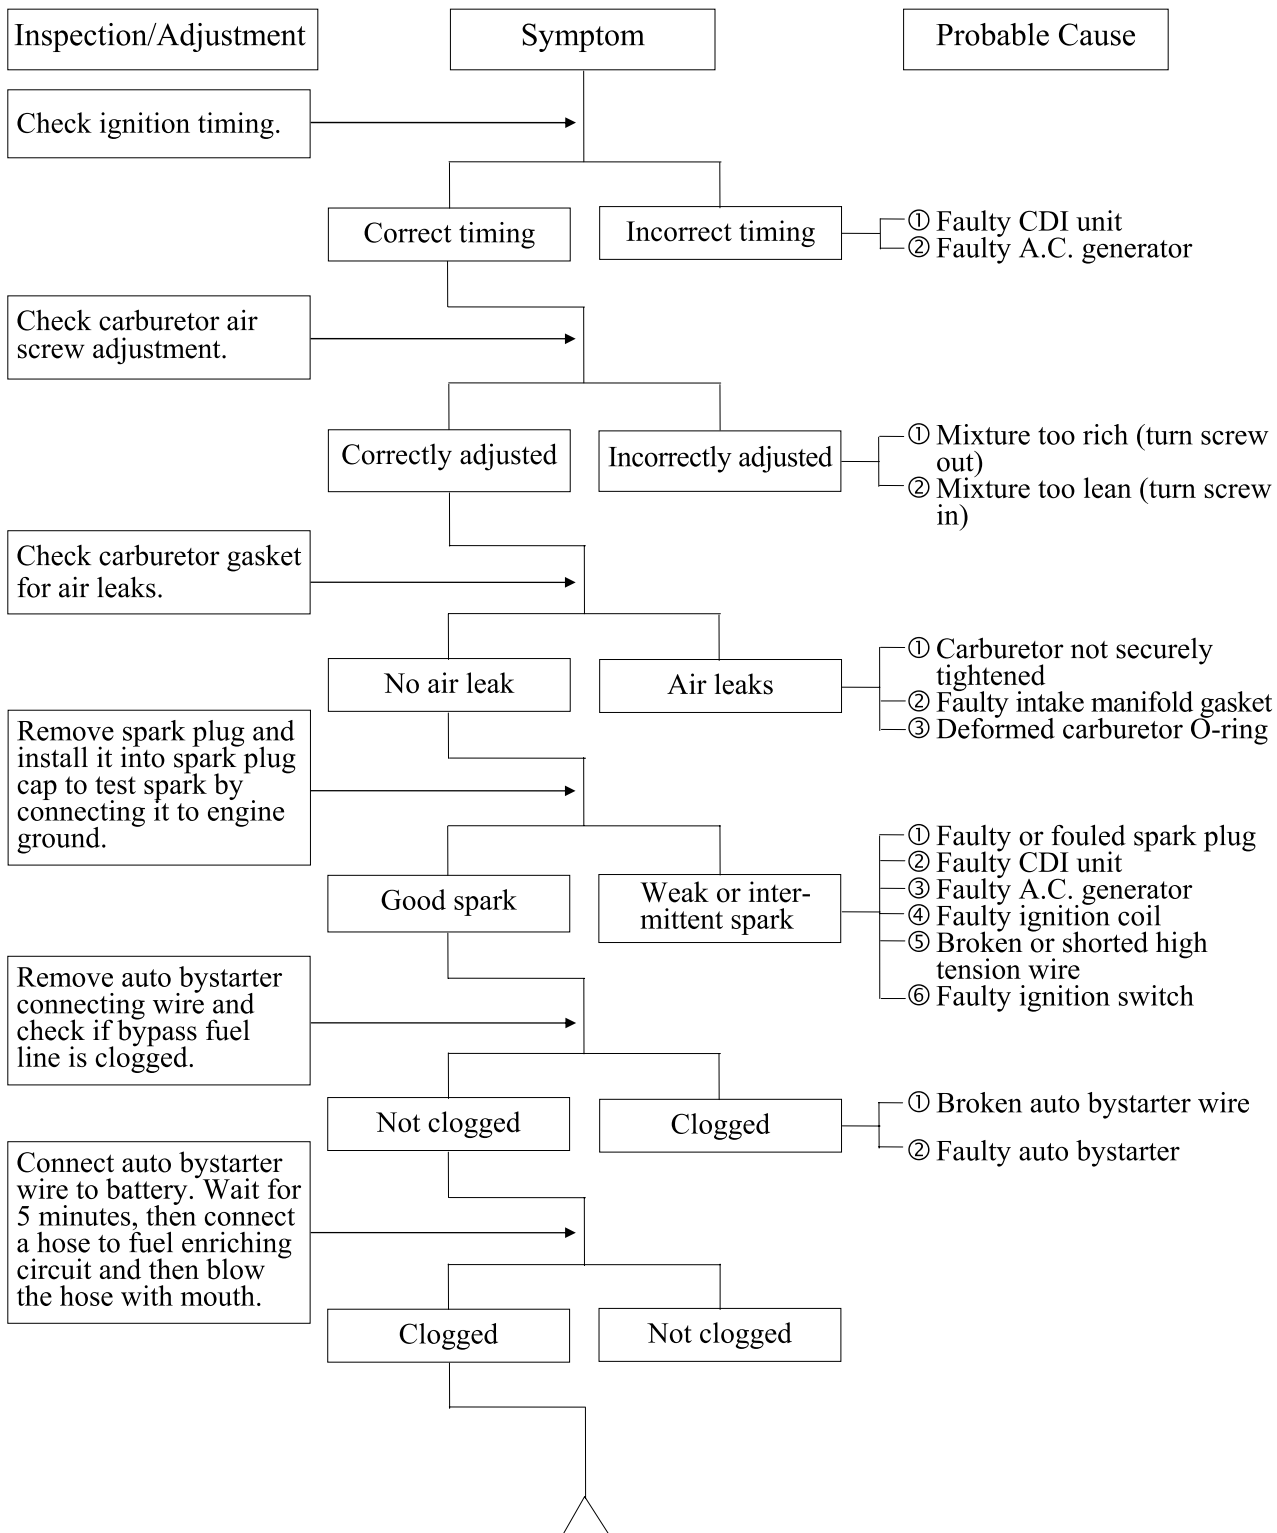 Inspection/Adjustment
Symptom
Probable Cause
Check ignition timing.
Correct timing
Incorrect timing
① Faulty CDI unit
② Faulty A.C. generator
Check carburetor air
screw adjustment.
Correctly adjusted
Incorrectly adjusted
① Mixture too rich (turn screw
out)
② Mixture too lean (turn screw
in)
Check carburetor gasket
for air leaks.
No air leak
Air leaks
① Carburetor not securely
tightened
② Faulty intake manifold gasket
③ Deformed carburetor O-ring
Remove spark plug and
install it into spark plug
cap to test spark by
connecting it to engine
ground.
Good spark
Weak or inter-
mittent spark
① Faulty or fouled spark plug
② Faulty CDI unit
③ Faulty A.C. generator
④ Faulty ignition coil
⑤ Broken or shorted high
tension wire
⑥ Faulty ignition switch
Remove auto bystarter
connecting wire and
check if bypass fuel
line is clogged.
Not clogged
Clogged
① Broken auto bystarter wire
② Faulty auto bystarter
Connect auto bystarter
wire to battery. Wait for
5 minutes, then connect
a hose to fuel enriching
circuit and then blow
the hose with mouth.
Clogged
Not clogged